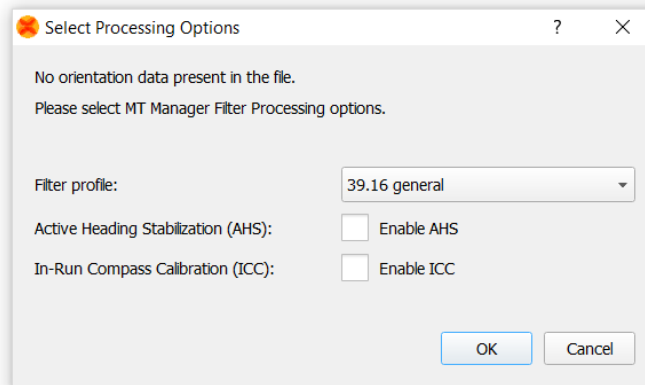 Select Processing Options
No orientation data present in the file.
Please select MT Manager Filter Processing options.
Filter profile: 39.16 general
Active Heading Stabilization (AHS): Enable AHS
In-Run Compass Calibration (ICC): Enable ICC
OK Cancel